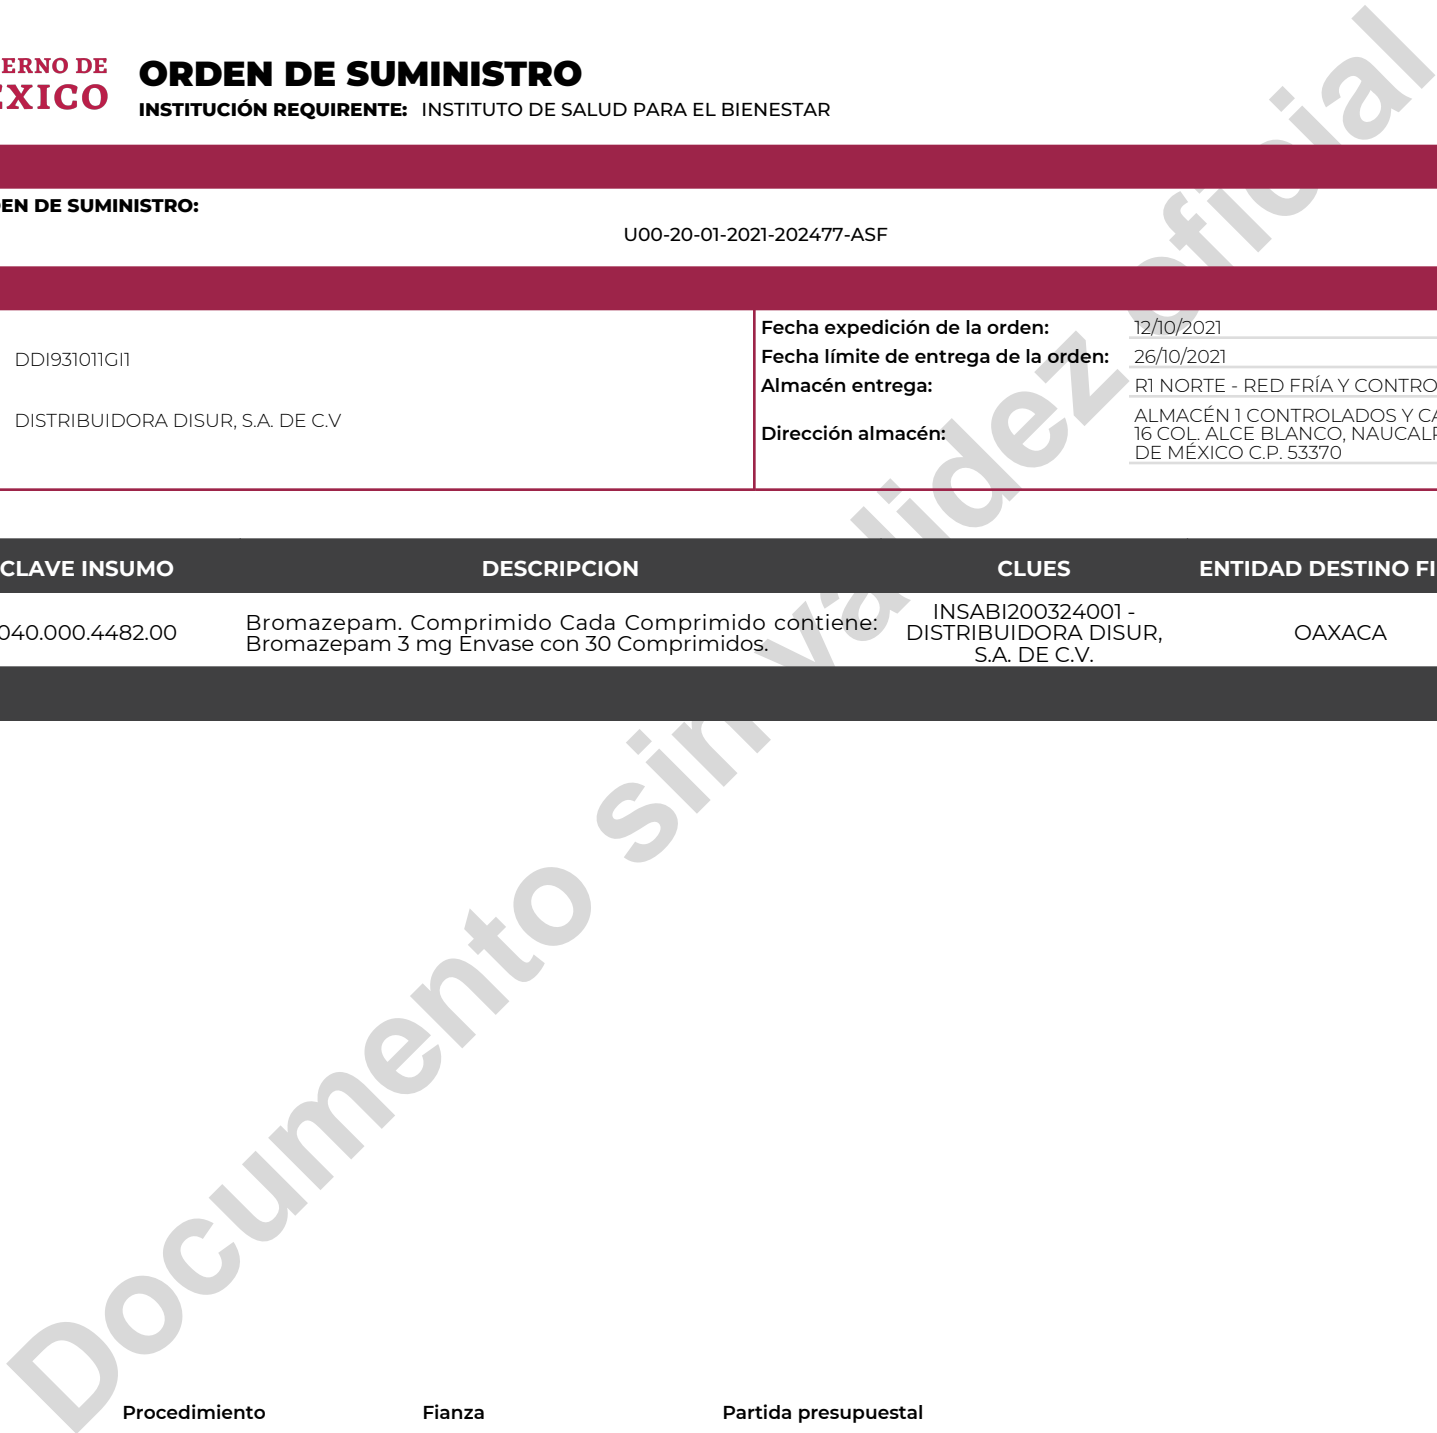 ERNO DE
ÉXICO
ORDEN DE SUMINISTRO
INSTITUCIÓN REQUIRENTE: INSTITUTO DE SALUD PARA EL BIENESTAR
EN DE SUMINISTRO:
U00-20-01-2021-202477-ASF
DDI931011GI1
DISTRIBUIDORA DISUR, S.A. DE C.V
Fecha expedición de la orden: 12/10/2021
Fecha límite de entrega de la orden: 26/10/2021
Almacén entrega: R1 NORTE - RED FRÍA Y CONTRO
Dirección almacén:
ALMACÉN 1 CONTROLADOS Y CA
16 COL. ALCE BLANCO, NAUCALP
DE MÉXICO C.P. 53370
CLAVE INSUMO DESCRIPCION CLUES ENTIDAD DESTINO FI
040.000.4482.00
Bromazepam. Comprimido Cada Comprimido contiene:
Bromazepam 3 mg Envase con 30 Comprimidos.
INSABI200324001 -
DISTRIBUIDORA DISUR,
S.A. DE C.V.
OAXACA
Documento sin validez oficial
Procedimiento Fianza Partida presupuestal